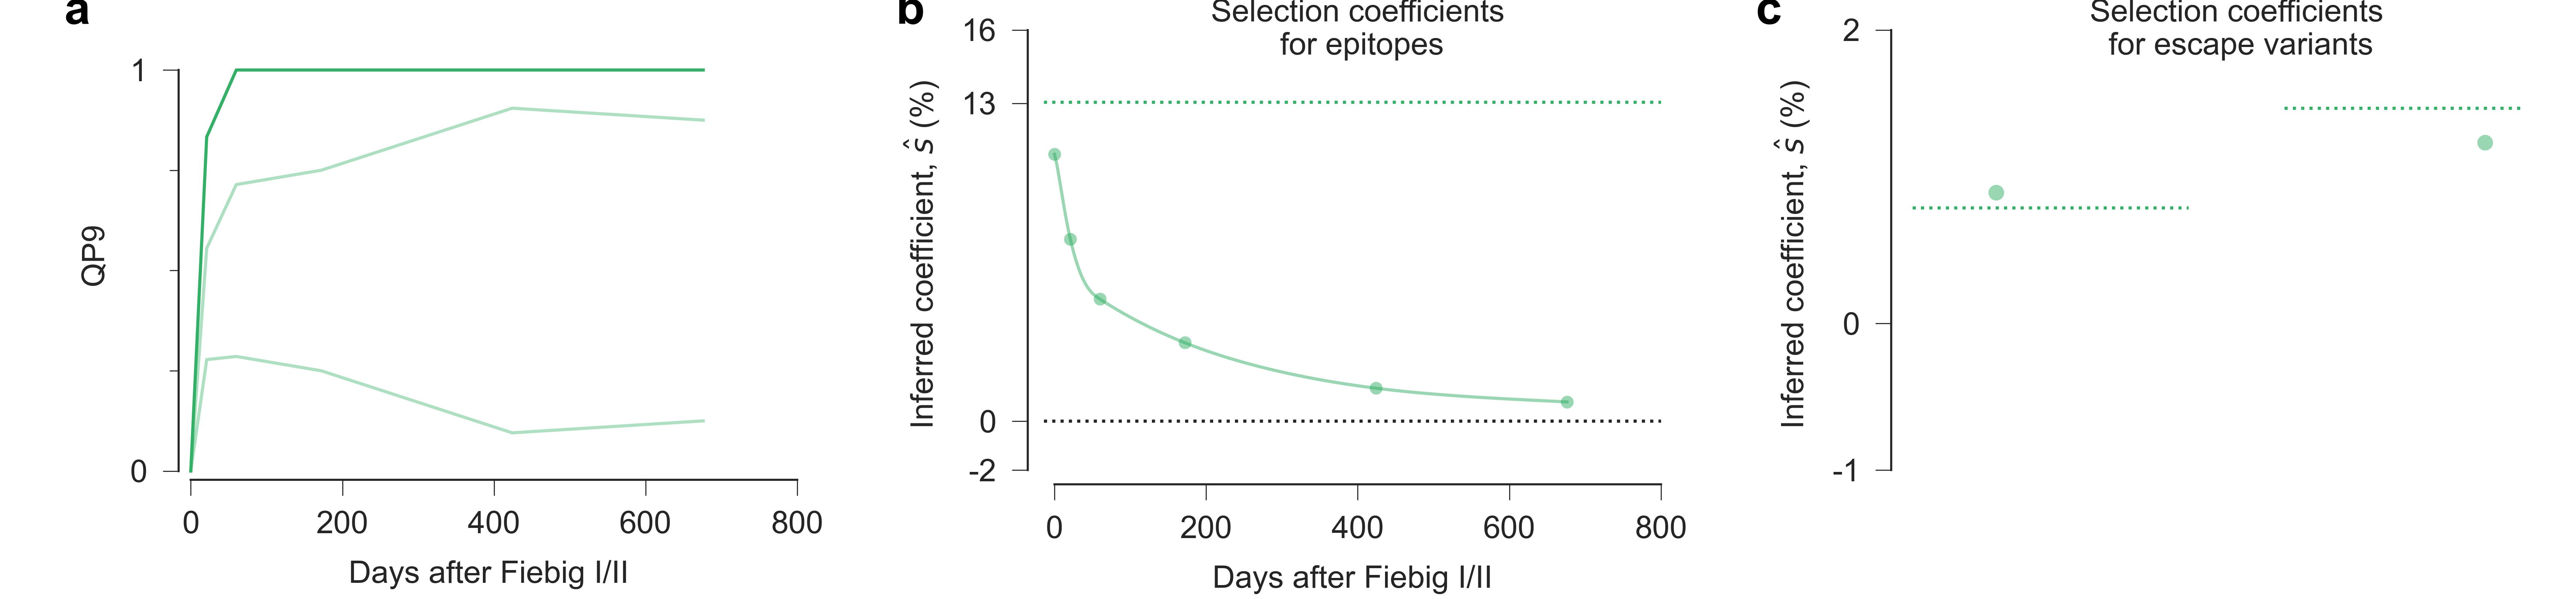 a
1
0
QP9
0 200 400 600 800
Days after Fiebig I/II
b
Selection coefficients
for epitopes
16
13
0
-2
Inferred coefficient, ŝ (%)
0 200 400 600 800
Days after Fiebig I/II
c
Selection coefficients
for escape variants
2
0
-1
Inferred coefficient, ŝ (%)